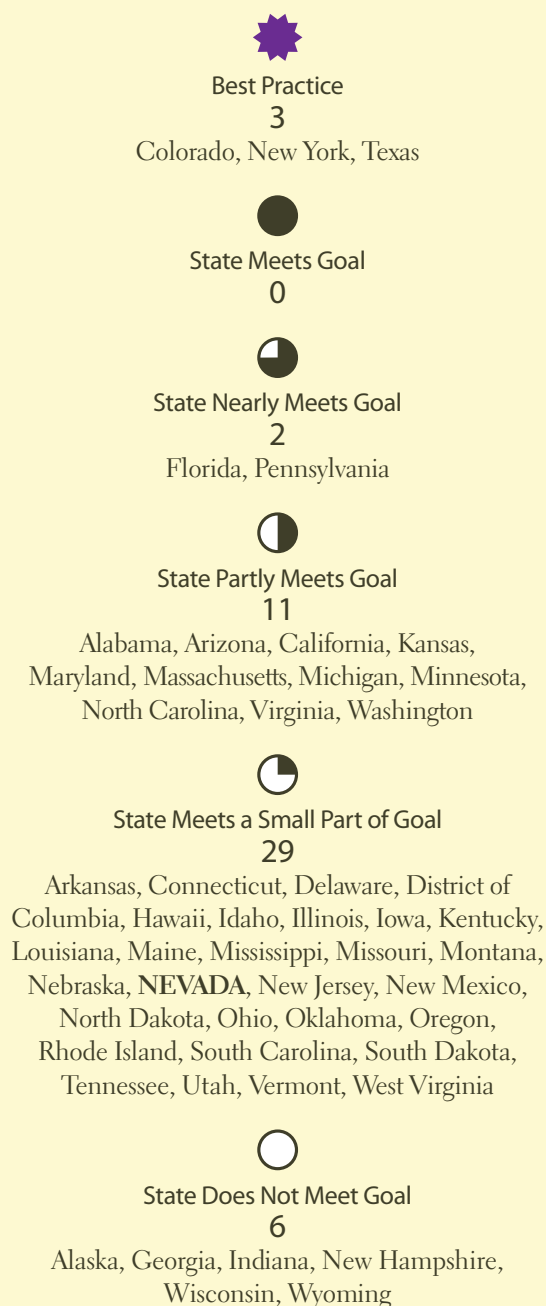 Best Practice
3
Colorado, New York, Texas
State Meets Goal
0
State Nearly Meets Goal
2
Florida, Pennsylvania
State Partly Meets Goal
11
Alabama, Arizona, California, Kansas,
Maryland, Massachusetts, Michigan, Minnesota,
North Carolina, Virginia, Washington
State Meets a Small Part of Goal
29
Arkansas, Connecticut, Delaware, District of
Columbia, Hawaii, Idaho, Illinois, Iowa, Kentucky,
Louisiana, Maine, Mississippi, Missouri, Montana,
Nebraska, NEVADA, New Jersey, New Mexico,
North Dakota, Ohio, Oklahoma, Oregon,
Rhode Island, South Carolina, South Dakota,
Tennessee, Utah, Vermont, West Virginia
State Does Not Meet Goal
6
Alaska, Georgia, Indiana, New Hampshire,
Wisconsin, Wyoming